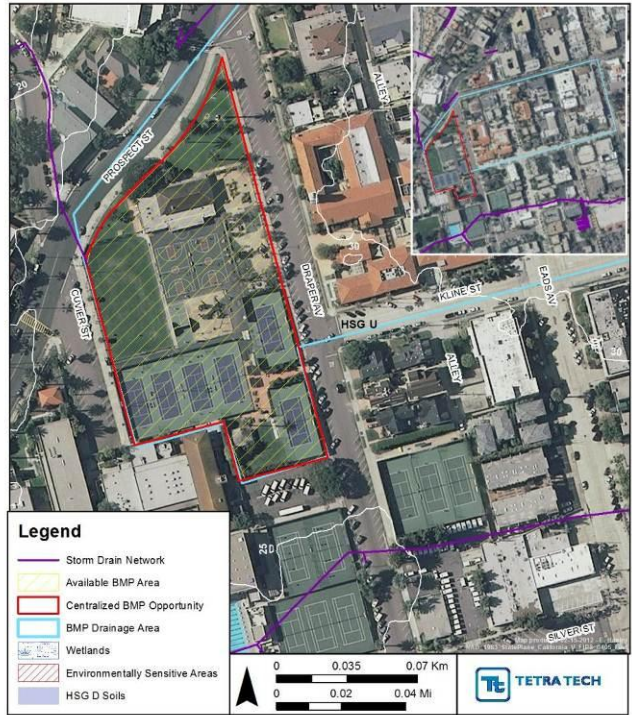 PROSPECT ST
ALLEY
CUVIER ST
DRAPER AV
KLINE ST
EADS AV
HSG U
ALLEY
SILVER ST
20
30
30
25
Legend
Storm Drain Network
Available BMP Area
Centralized BMP Opportunity
BMP Drainage Area
Wetlands
Environmentally Sensitive Areas
HSG D Soils
0 0.035 0.07 Km
0 0.02 0.04 Mi
Tt TETRA TECH